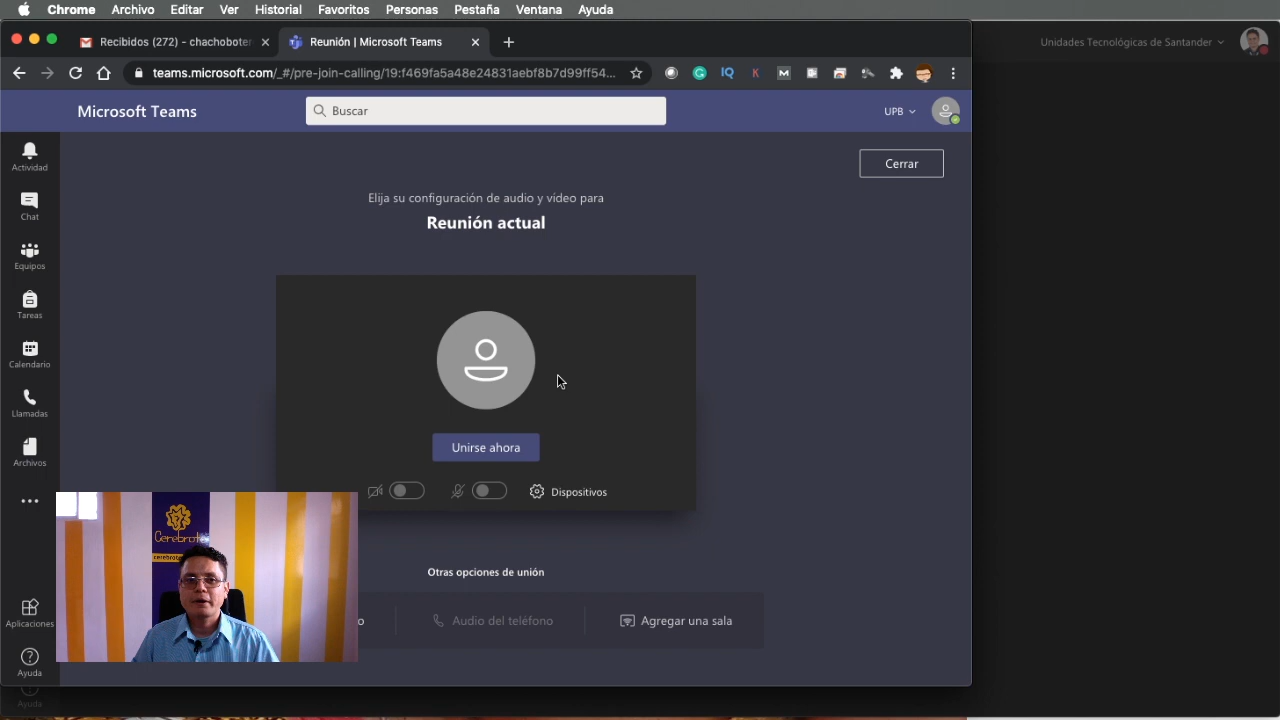 Chrome Archivo Editar Ver Historial Favoritos Personas Pestaña Ventana Ayuda
Recibidos (272) - chachoboter
Reunión | Microsoft Teams
Unidades Tecnológicas de Santander
teams.microsoft.com/_#/pre-join-calling/19:f469fa5a48e24831aebf8b7d99ff54...
Microsoft Teams
Buscar
UPB
Actividad
Chat
Equipos
Tareas
Calendario
Llamadas
Archivos
Aplicaciones
Ayuda
Ayuda
Cerrar
Elija su configuración de audio y vídeo para
Reunión actual
Unirse ahora
Dispositivos
Otras opciones de unión
Audio del teléfono
Agregar una sala